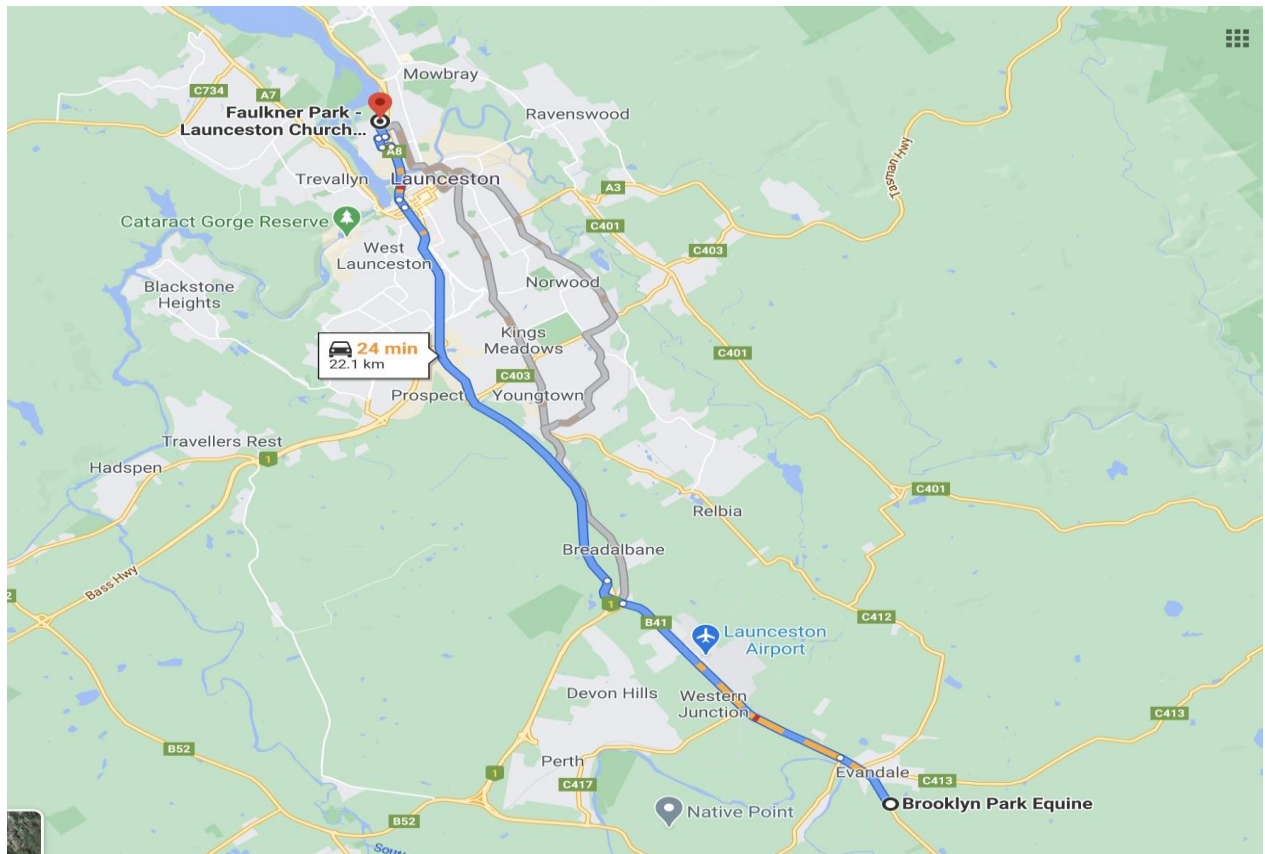 Mowbray
C734
A7
Faulkner Park -
Launceston Church...
Ravenswood
A8
Trevallyn
Launceston
A3
Tasman Hwy
Cataract Gorge Reserve
C401
C403
West
Launceston
Blackstone
Heights
Norwood
24 min
22.1 km
Kings
Meadows
C401
C403
Prospect
Youngtown
Travellers Rest
1
Hadspen
C401
Relbia
Breadalbane
Bass Hwy
2
1
B41
C412
Launceston
Airport
Devon Hills
Western
Junction
C413
B52
Perth
1
C417
Evandale
C413
Brooklyn Park Equine
Native Point
B52